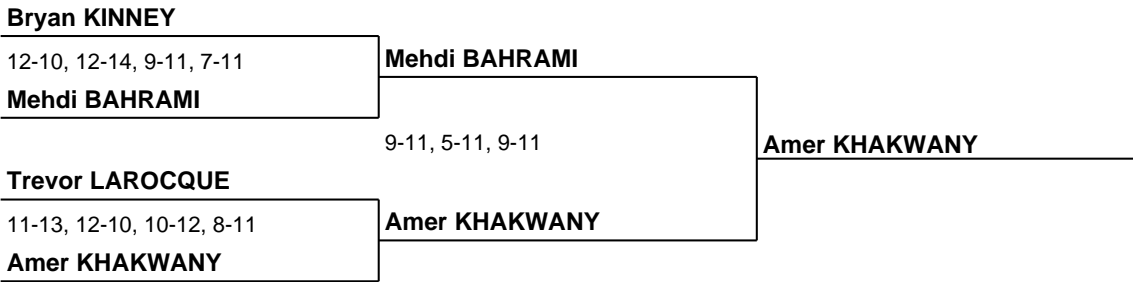 Bryan KINNEY
12-10, 12-14, 9-11, 7-11
Mehdi BAHRAMI
Mehdi BAHRAMI
9-11, 5-11, 9-11
Amer KHAKWANY
Trevor LAROCQUE
11-13, 12-10, 10-12, 8-11
Amer KHAKWANY
Amer KHAKWANY